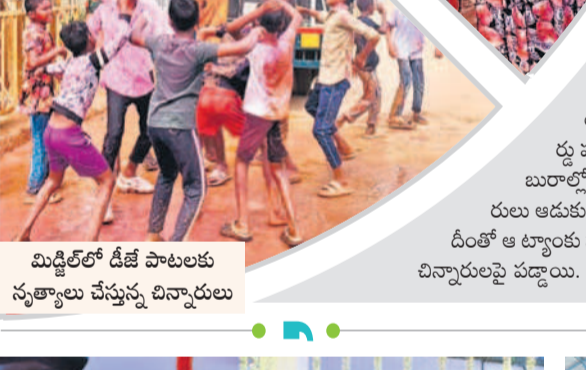 మిడ్జిల్‌లో డీజే పాటలకు
నృత్యాలు చేస్తున్న చిన్నారులు
ర్డు
బురాల్లో
రులు ఆడుకు
దీంతో ఆ ట్యాంకు
చిన్నారులపై పడ్డాయి.